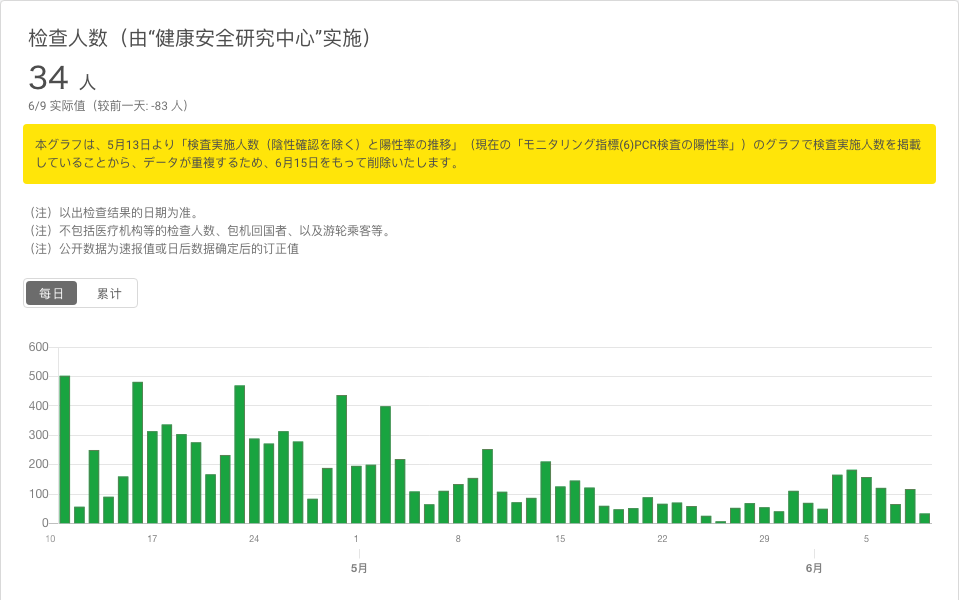 检查人数（由“健康安全研究中心”实施）
34 人
6/9 实际值（较前一天: -83 人）
本グラフは、5月13日より「検査実施人数（陰性確認を除く）と陽性率の推移」（現在の「モニタリング指標(6)PCR検査の陽性率」）のグラフで検査実施人数を掲載
していることから、データが重複するため、6月15日をもって削除いたします。
（注）以出检查结果的日期为准。
（注）不包括医疗机构等的检查人数、包机回国者、以及游轮乘客等。
（注）公开数据为速报值或日后数据确定后的订正值
每日 累计
600
500
400
300
200
100
0
10 17 24 1 8 15 22 29 5
5月 6月